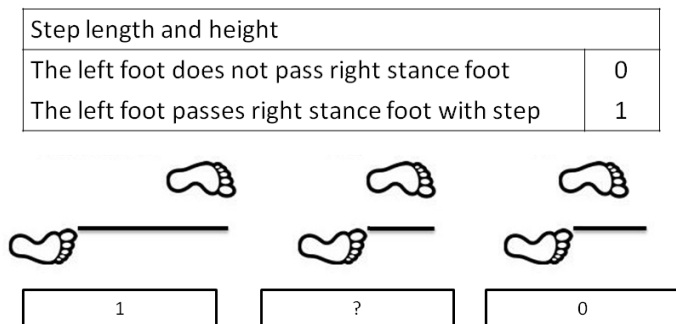 Step length and height
The left foot does not pass right stance foot 0
The left foot passes right stance foot with step 1
1 ? 0